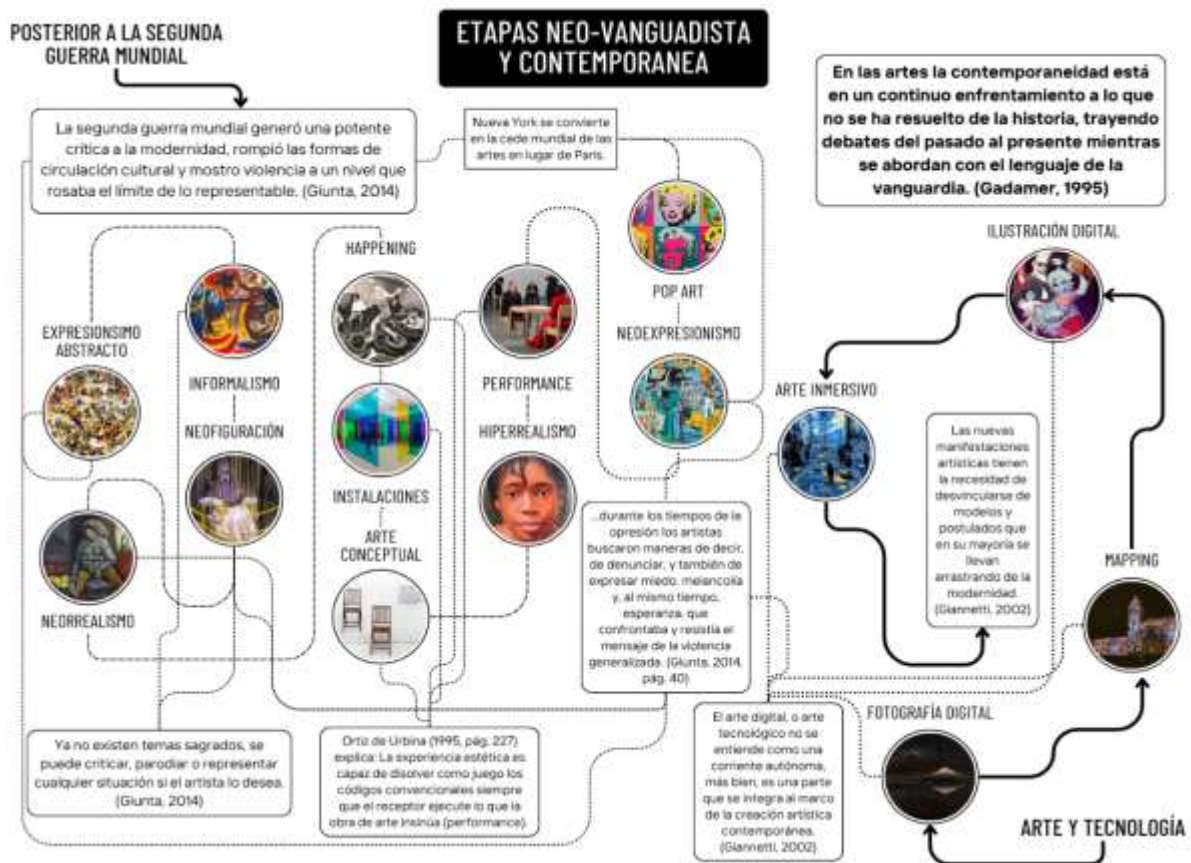 POSTERIOR A LA SEGUNDA
GUERRA MUNDIAL
ETAPAS NEO-VANGUADISTA
Y CONTEMPORANEA
La segunda guerra mundial generó una potente
crítica a la modernidad, rompió las formas de
circulación cultural y mostro violencia a un nivel que
rosaba el límite de lo representable. (Giunta, 2014)
Nueva York se convierte
en la cede mundial de las
artes en lugar de Paris.
En las artes la contemporaneidad está
en un continuo enfrentamiento a lo que
no se ha resuelto de la historia, trayendo
debates del pasado al presente mientras
se abordan con el lenguaje de la
vanguardia. (Gadamer, 1995)
EXPRESIONSIMO
ABSTRACTO
INFORMALISMO
NEOFIGURACIÓN
NEORREALISMO
HAPPENING
INSTALACIONES
ARTE
CONCEPTUAL
PERFORMANCE
HIPERREALISMO
POP ART
NEOEXPRESIONISMO
ILUSTRACIÓN DIGITAL
ARTE INMERSIVO
Las nuevas
manifestaciones
artísticas tienen
la necesidad de
desvincularse de
modelos y
postulados que
en su mayoría se
llevan
arrastrando de la
modernidad.
(Giannetti, 2002)
MAPPING
...durante los tiempos de la
opresión los artistas
buscaron maneras de decir,
de denunciar, y también de
expresar miedo, melancolía
y, al mismo tiempo,
esperanza, que
confrontaba y resistía el
mensaje de la violencia
generalizada. (Giunta, 2014,
pág. 40)
Ya no existen temas sagrados, se
puede criticar, parodiar o representar
cualquier situación si el artista lo desea.
(Giunta, 2014)
Ortiz de Urbina (1995, pág. 227)
explica: La experiencia estética es
capaz de disolver como juego los
códigos convencionales siempre
que el receptor ejecute lo que la
obra de arte insinúa (performance).
El arte digital, o arte
tecnológico no se
entiende como una
corriente autónoma,
más bien, es una parte
que se integra al marco
de la creación artística
contemporánea.
(Giannetti, 2002)
FOTOGRAFÍA DIGITAL
ARTE Y TECNOLOGÍA